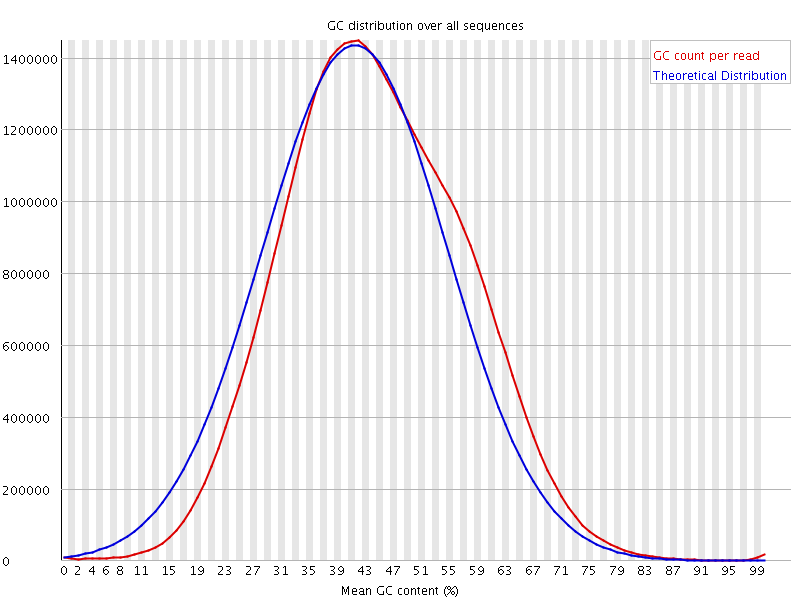 GC distribution over all sequences
GC count per read
Theoretical Distribution
1400000
1200000
1000000
800000
600000
400000
200000
0
0 2 4 6 8 11 15 19 23 27 31 35 39 43 47 51 55 59 63 67 71 75 79 83 87 91 95 99
Mean GC content (%)